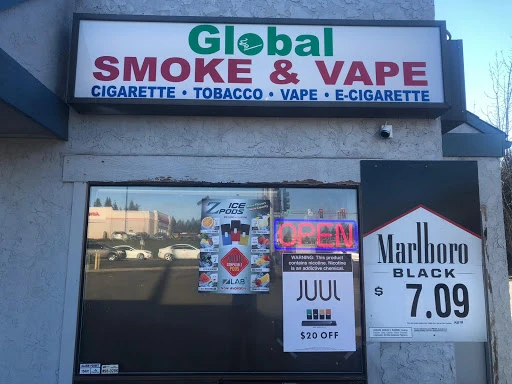 Global
SMOKE & VAPE
CIGARETTE • TOBACCO • VAPE • E-CIGARETTE
Z ICE
PODS
ZLAB
OPEN
WARNING: This product
contains nicotine. Nicotine
is an addictive chemical.
JUUL
$20 OFF
Marlboro
BLACK
$ 7.09